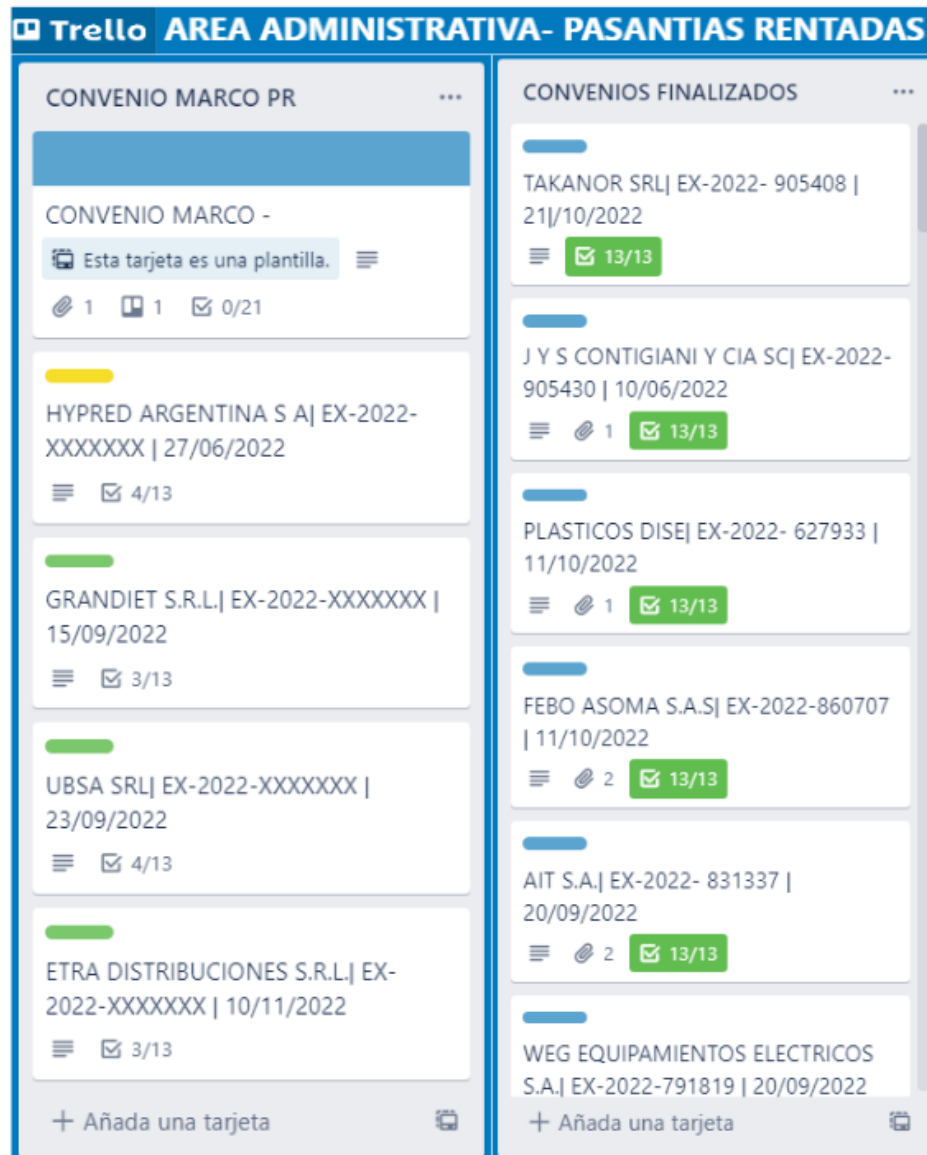 Trello AREA ADMINISTRATIVA- PASANTIAS RENTADAS
CONVENIO MARCO PR
CONVENIO MARCO -
Esta tarjeta es una plantilla.
1 1 0/21
HYPRED ARGENTINA S A| EX-2022-
XXXXXXX | 27/06/2022
4/13
GRANDIET S.R.L.| EX-2022-XXXXXXX |
15/09/2022
3/13
UBSA SRL| EX-2022-XXXXXXX |
23/09/2022
4/13
ETRA DISTRIBUCIONES S.R.L.| EX-
2022-XXXXXXX | 10/11/2022
3/13
+ Añada una tarjeta
CONVENIOS FINALIZADOS
TAKANOR SRL| EX-2022- 905408 |
21|/10/2022
13/13
J Y S CONTIGIANI Y CIA SC| EX-2022-
905430 | 10/06/2022
1 13/13
PLASTICOS DISE| EX-2022- 627933 |
11/10/2022
1 13/13
FEBO ASOMA S.A.S| EX-2022-860707
| 11/10/2022
2 13/13
AIT S.A.| EX-2022- 831337 |
20/09/2022
2 13/13
WEG EQUIPAMIENTOS ELECTRICOS
S.A.| EX-2022-791819 | 20/09/2022
+ Añada una tarjeta